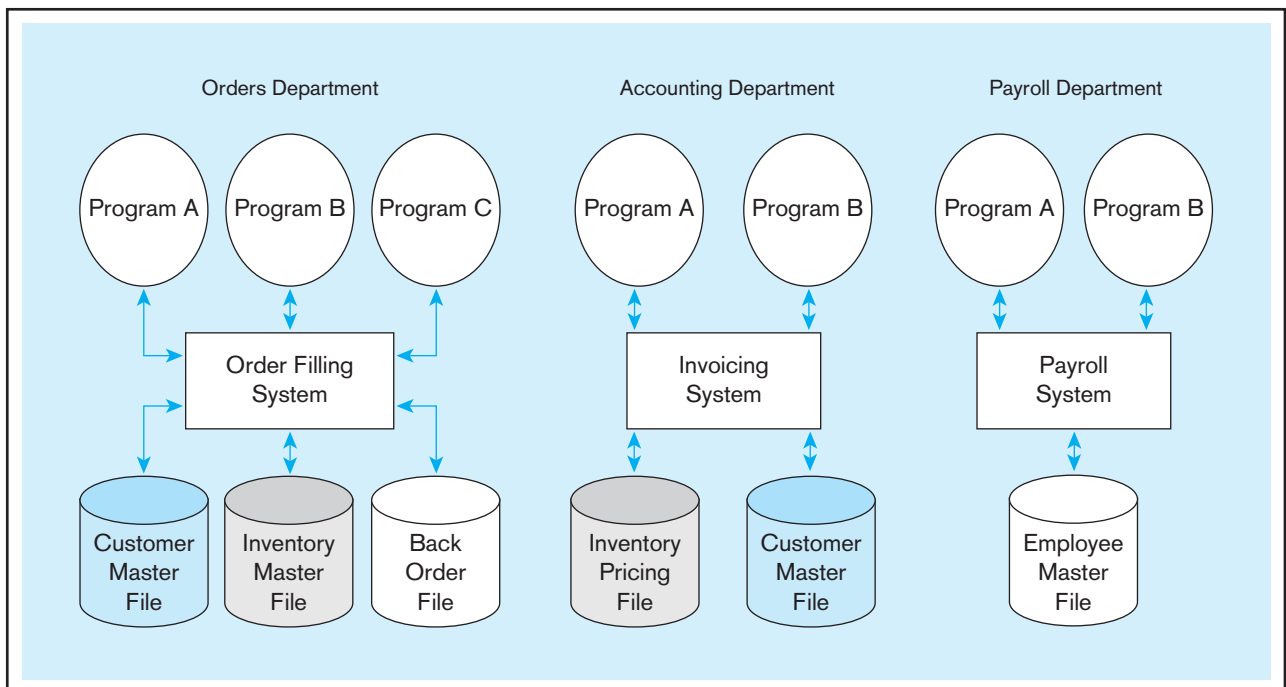 Orders Department
Accounting Department
Payroll Department
Program A
Program B
Program C
Program A
Program B
Program A
Program B
Order Filling
System
Invoicing
System
Payroll
System
Customer
Master
File
Inventory
Master
File
Back
Order
File
Inventory
Pricing
File
Customer
Master
File
Employee
Master
File